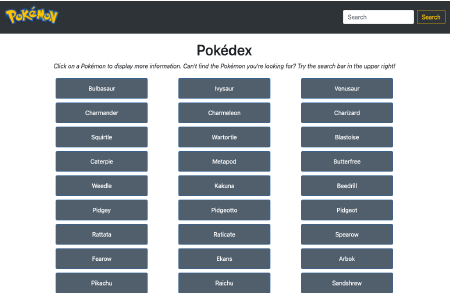 POKéMON
Search
Search
Pokédex
Click on a Pokémon to display more information. Can't find the Pokémon you're looking for? Try the search bar in the upper right!
Bulbasaur Ivysaur Venusaur
Charmander Charmeleon Charizard
Squirtle Wartortle Blastoise
Caterpie Metapod Butterfree
Weedle Kakuna Beedrill
Pidgey Pidgeotto Pidgeot
Rattata Raticate Spearow
Fearow Ekans Arbok
Pikachu Raichu Sandshrew